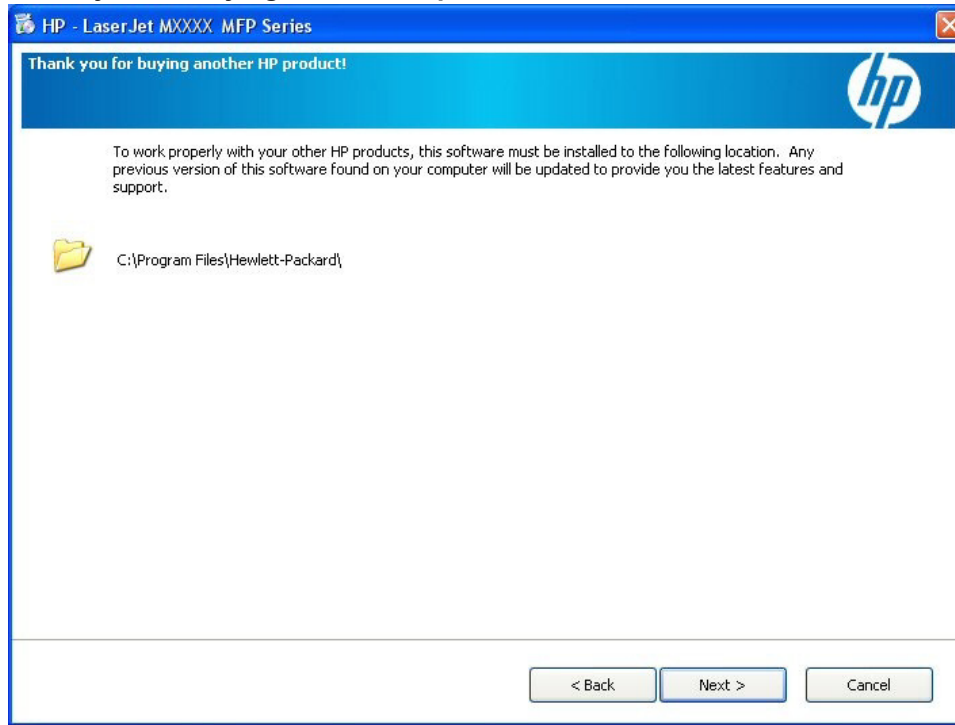 HP - LaserJet MXXXX MFP Series
Thank you for buying another HP product!
hp
To work properly with your other HP products, this software must be installed to the following location.  Any
previous version of this software found on your computer will be updated to provide you the latest features and
support.
C:\Program Files\Hewlett-Packard\
< Back
Next >
Cancel